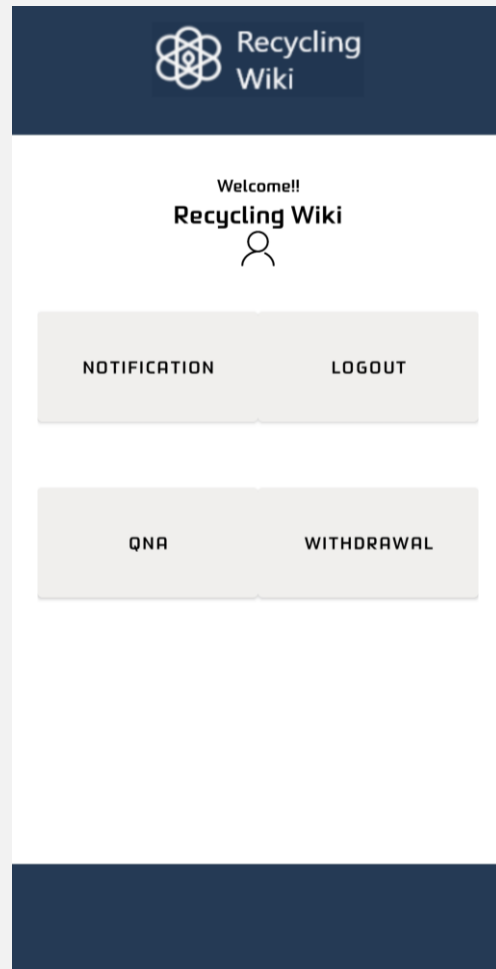 Recycling
Wiki
Welcome!!
Recycling Wiki
NOTIFICATION
LOGOUT
QNA
WITHDRAWAL